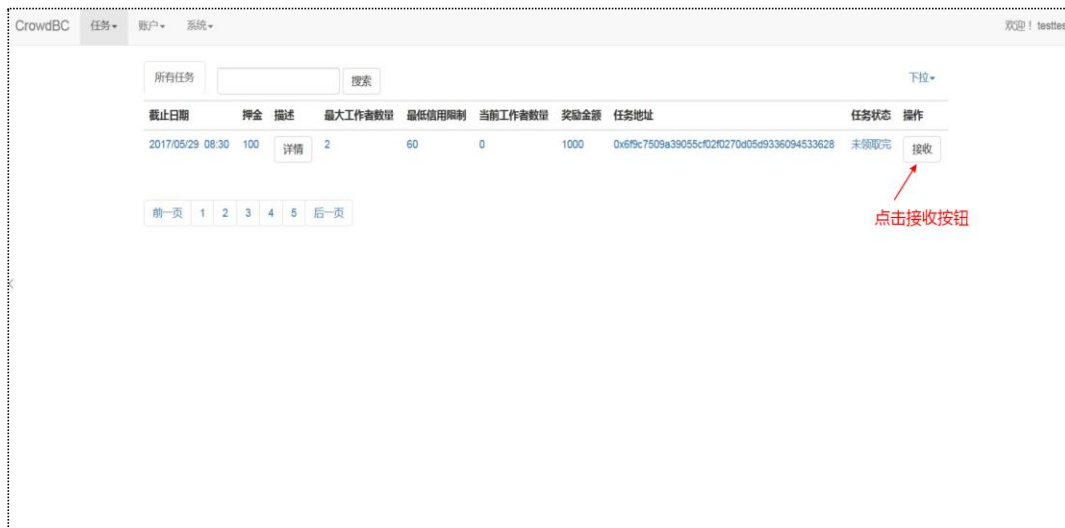 CrowdBC 任务 账户 系统 欢迎！testtes
所有任务 搜索 下拉
截止日期 押金 描述 最大工作者数量 最低信用限制 当前工作者数量 奖励金额 任务地址 任务状态 操作
2017/05/29 08:30 100 详情 2 60 0 1000 0x6f9c7509a39055cf02f0270d05d9336094533628 未领取完 接收
点击接收按钮
前一页 1 2 3 4 5 后一页